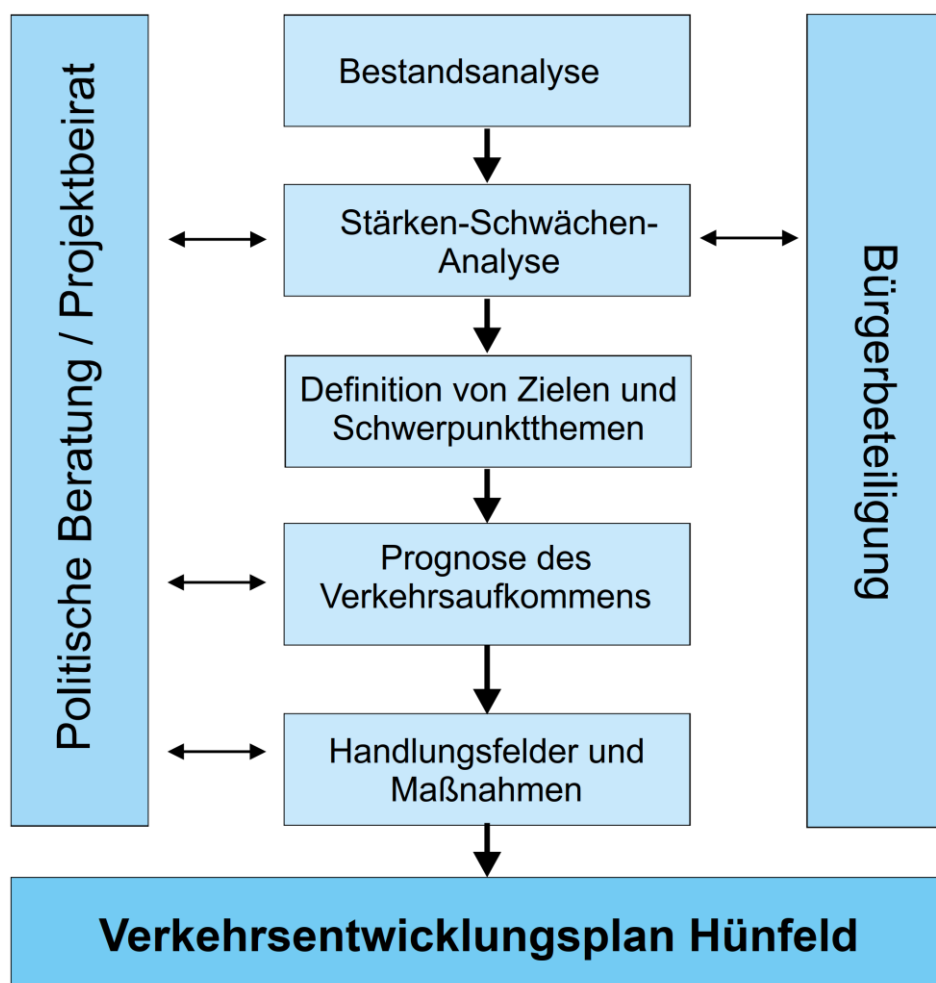 Politische Beratung / Projektbeirat
Bestandsanalyse
Stärken-Schwächen-
Analyse
Definition von Zielen und
Schwerpunktthemen
Prognose des
Verkehrsaufkommens
Handlungsfelder und
Maßnahmen
Bürgerbeteiligung
Verkehrsentwicklungsplan Hünfeld